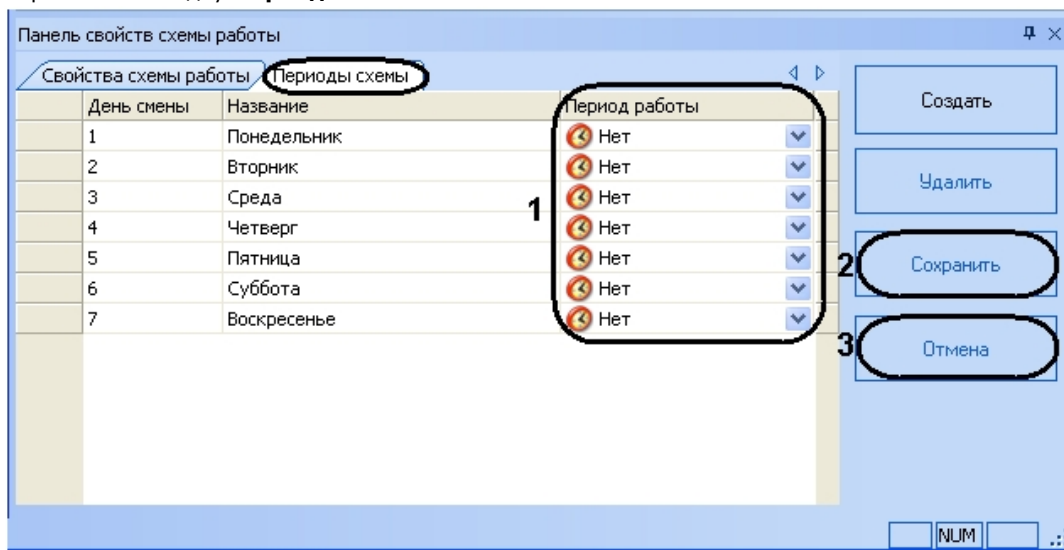 Панель свойств схемы работы
Свойства схемы работы Периоды схемы
День смены Название Период работы
1 Понедельник Нет
2 Вторник Нет
3 Среда Нет
4 Четверг Нет
5 Пятница Нет
6 Суббота Нет
7 Воскресенье Нет
1
Создать
Удалить
2 Сохранить
3 Отмена
NUM